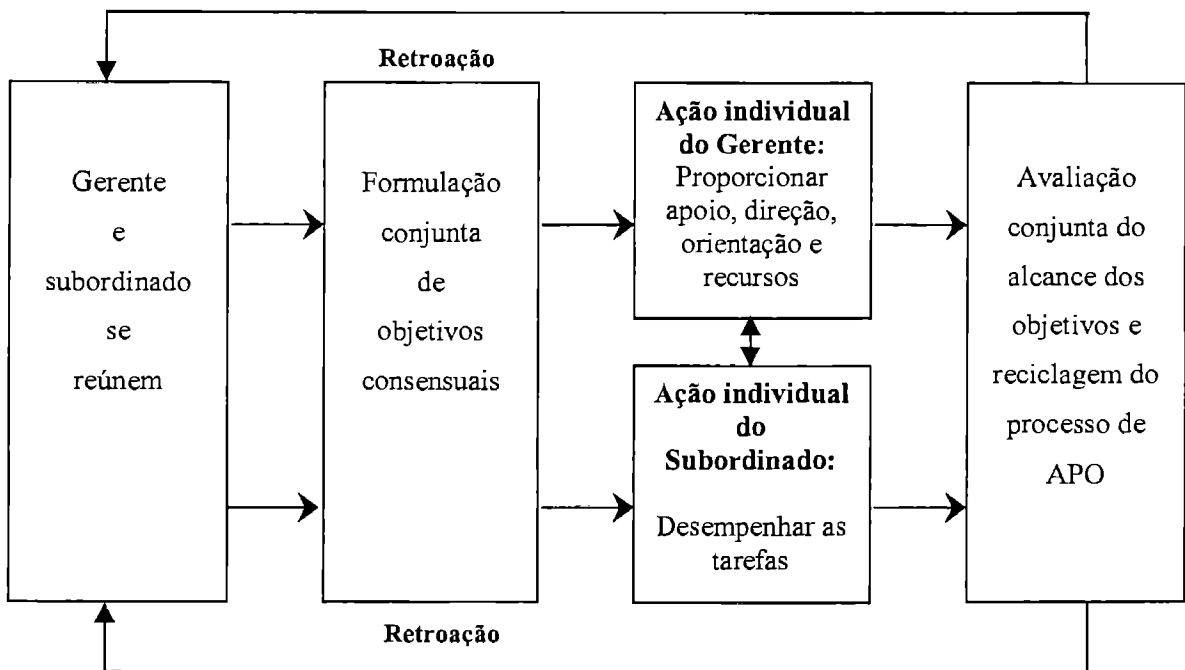 Retroação
Gerente
e
subordinado
se
reúnem
Formulação
conjunta
de
objetivos
consensuais
Ação individual
do Gerente:
Proporcionar
apoio, direção,
orientação e
recursos
Ação individual
do
Subordinado:
Desempenhar as
tarefas
Avaliação
conjunta do
alcance dos
objetivos e
reciclagem do
processo de
APO
Retroação